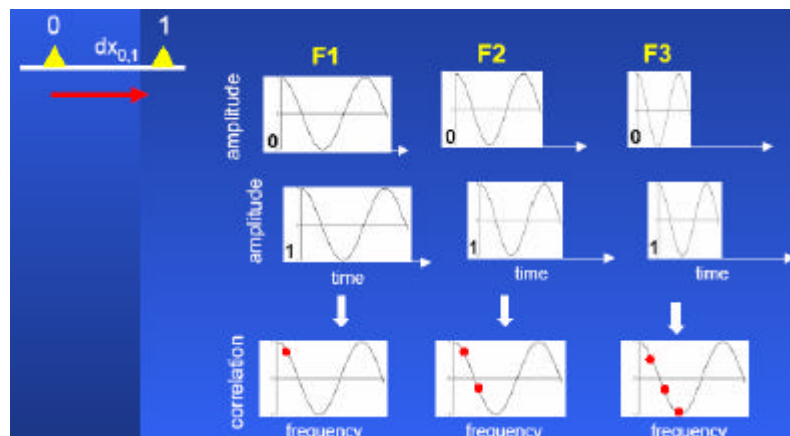 0 1
dx0,1
F1 F2 F3
amplitude
0 0 0
amplitude
1 1 1
time time time
correlation
frequency frequency frequency